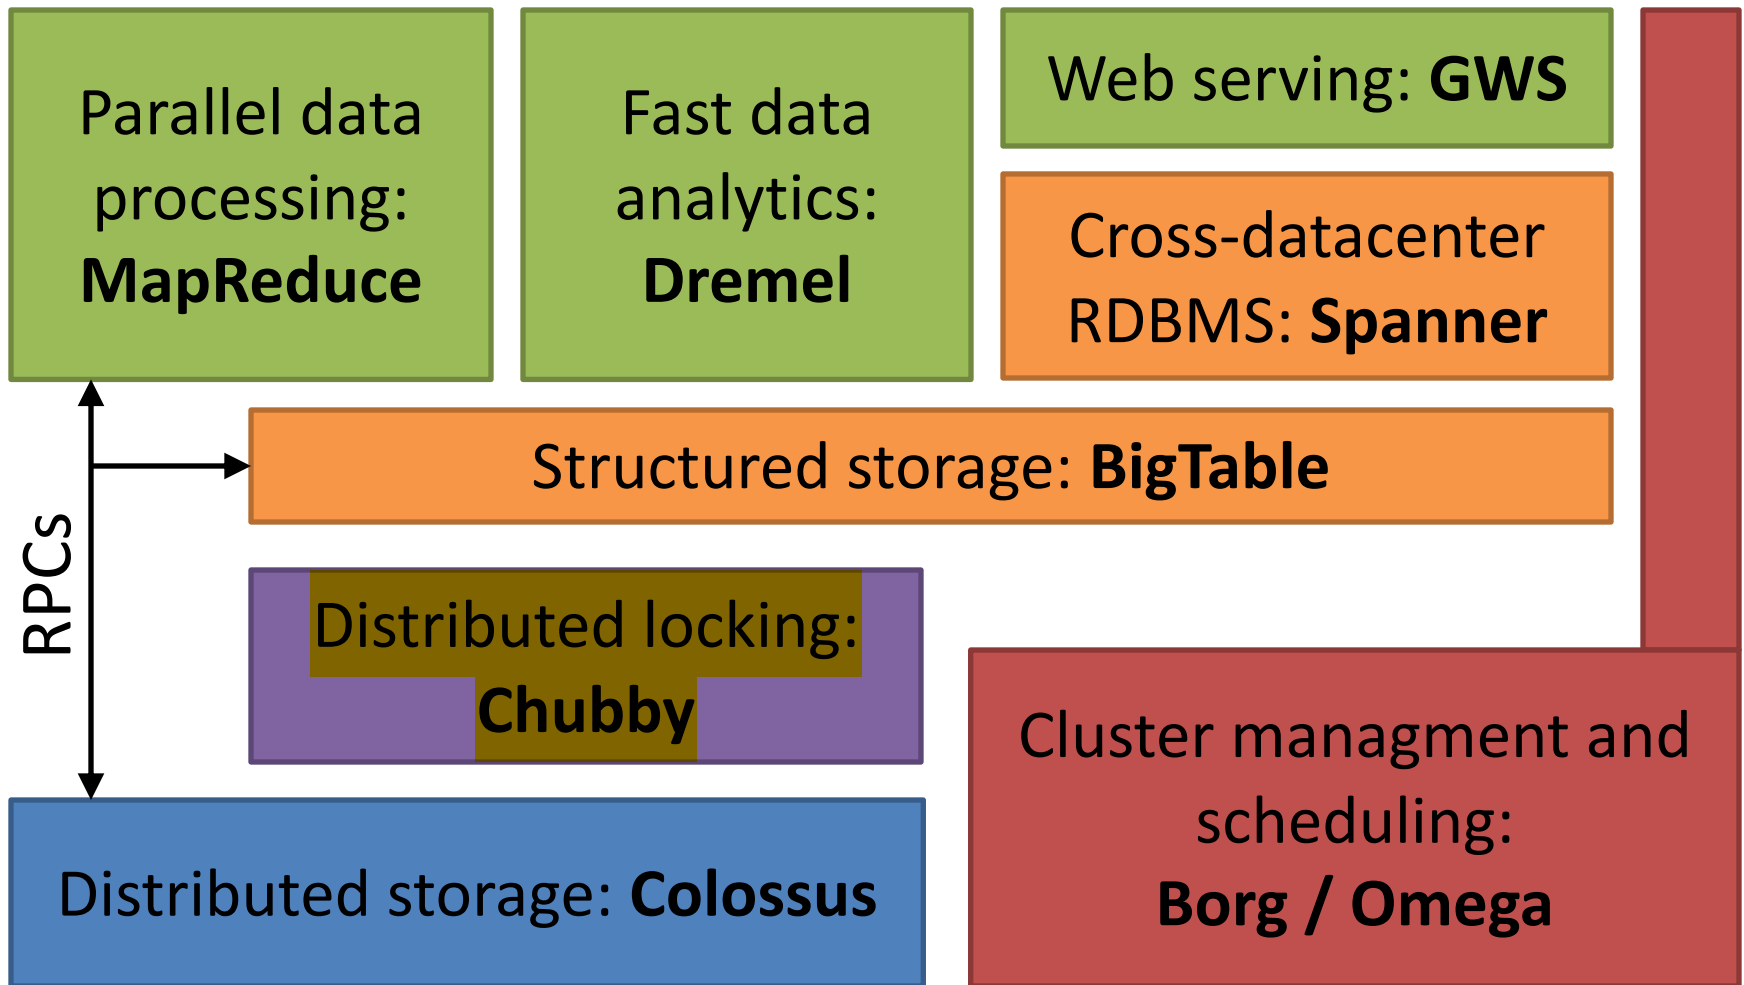 Parallel data
processing:
MapReduce
Fast data
analytics:
Dremel
Web serving: GWS
Cross-datacenter
RDBMS: Spanner
Structured storage: BigTable
RPCs
Distributed locking:
Chubby
Cluster managment and
scheduling:
Borg / Omega
Distributed storage: Colossus